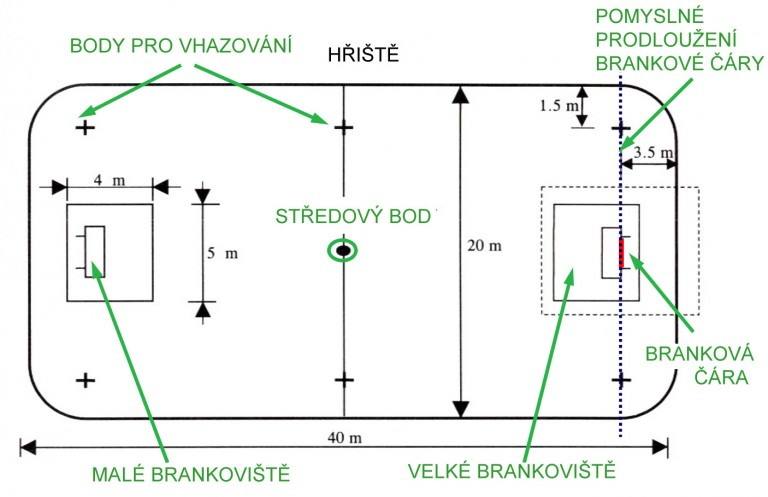 POMYSLNÉ
PRODLOUŽENÍ
BRANKOVÉ ČÁRY
BODY PRO VHAZOVÁNÍ
HŘIŠTĚ
1.5 m
3.5 m
4 m
STŘEDOVÝ BOD
5 m
20 m
BRANKOVÁ
ČÁRA
40 m
MALÉ BRANKOVIŠTĚ
VELKÉ BRANKOVIŠTĚ